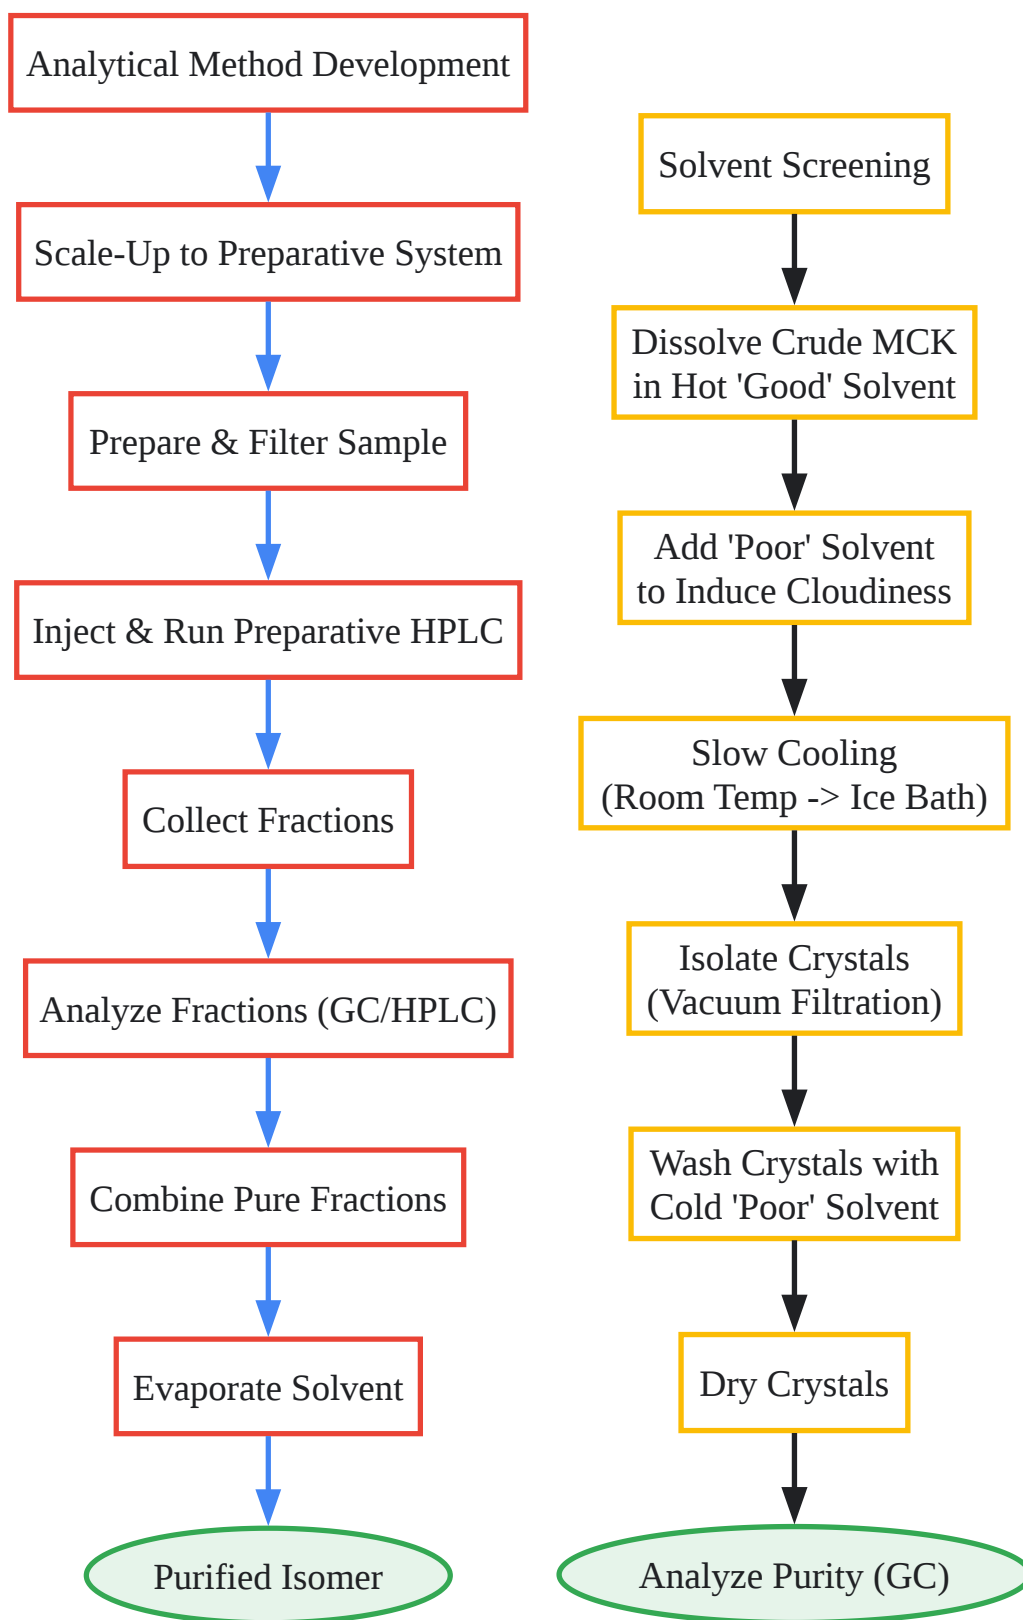 Analytical Method Development
Scale-Up to Preparative System
Prepare & Filter Sample
Inject & Run Preparative HPLC
Collect Fractions
Analyze Fractions (GC/HPLC)
Combine Pure Fractions
Evaporate Solvent
Purified Isomer
Solvent Screening
Dissolve Crude MCK
in Hot 'Good' Solvent
Add 'Poor' Solvent
to Induce Cloudiness
Slow Cooling
(Room Temp -> Ice Bath)
Isolate Crystals
(Vacuum Filtration)
Wash Crystals with
Cold 'Poor' Solvent
Dry Crystals
Analyze Purity (GC)